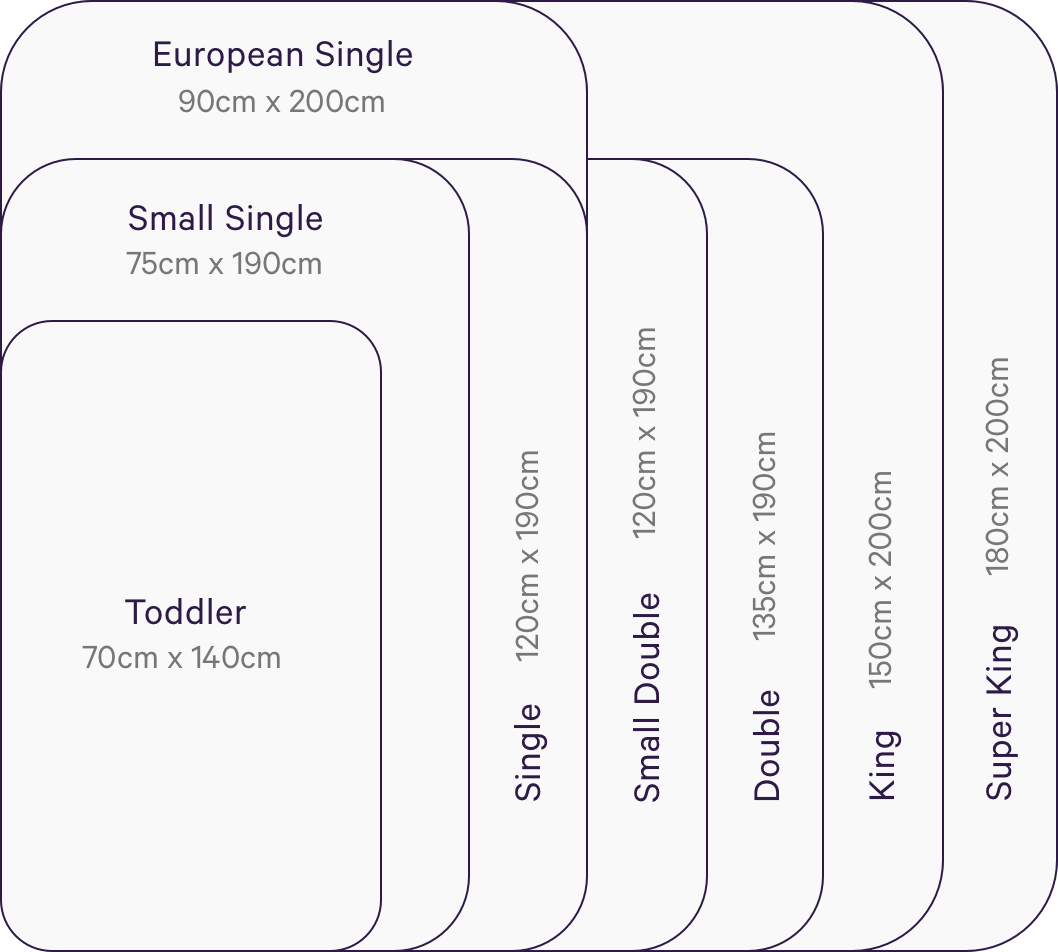 European Single
90cm x 200cm
Small Single
75cm x 190cm
Toddler
70cm x 140cm
Single 120cm x 190cm
Small Double 120cm x 190cm
Double 135cm x 190cm
King 150cm x 200cm
Super King 180cm x 200cm